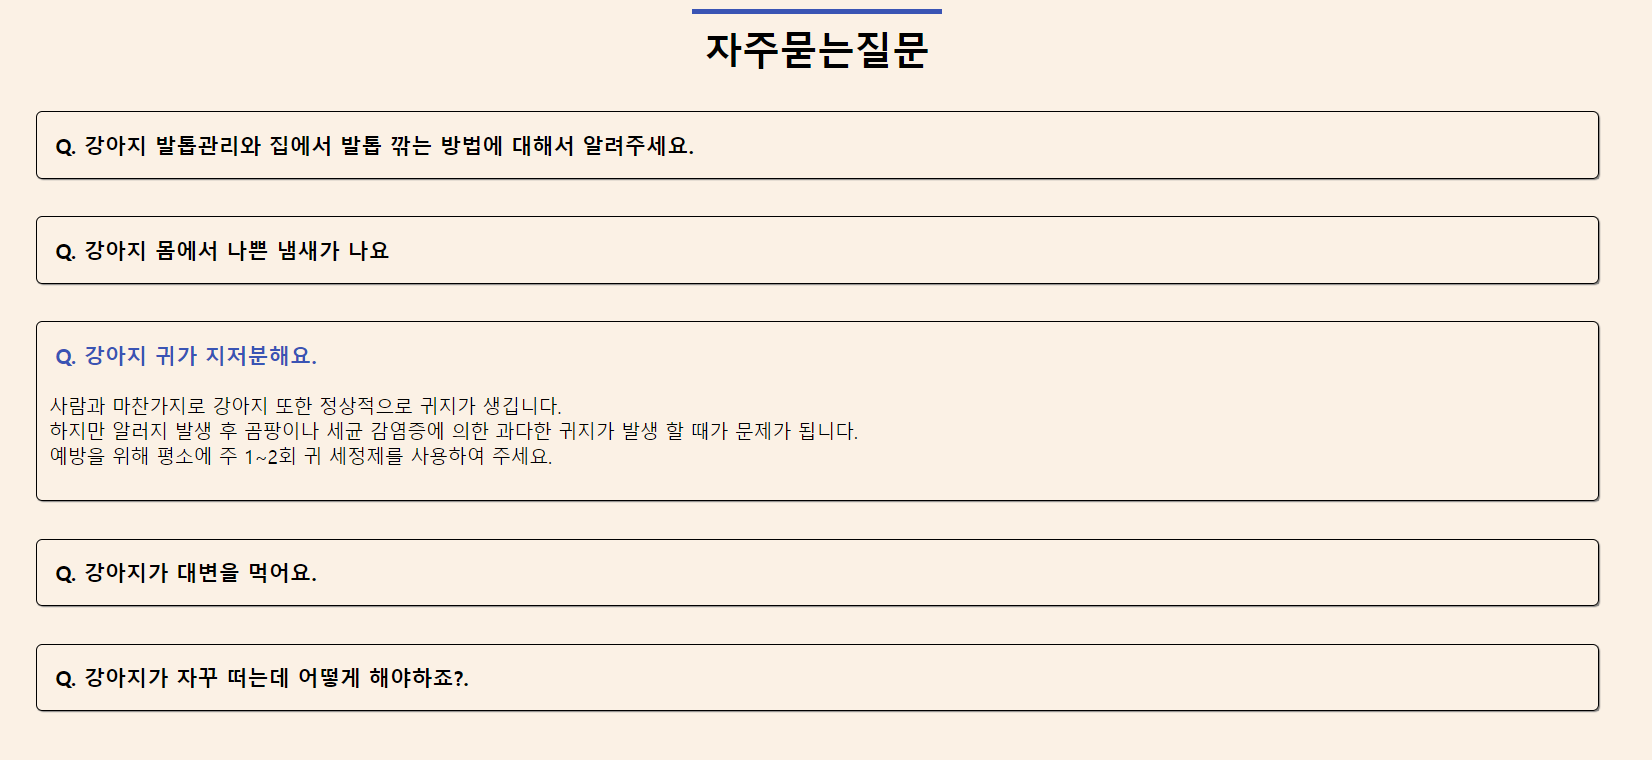 자주묻는질문
Q. 강아지 발톱관리와 집에서 발톱 깎는 방법에 대해서 알려주세요.
Q. 강아지 몸에서 나쁜 냄새가 나요
Q. 강아지 귀가 지저분해요.
사람과 마찬가지로 강아지 또한 정상적으로 귀지가 생깁니다.
하지만 알러지 발생 후 곰팡이나 세균 감염증에 의한 과다한 귀지가 발생 할 때가 문제가 됩니다.
예방을 위해 평소에 주 1~2회 귀 세정제를 사용하여 주세요.
Q. 강아지가 대변을 먹어요.
Q. 강아지가 자꾸 떠는데 어떻게 해야하죠?.